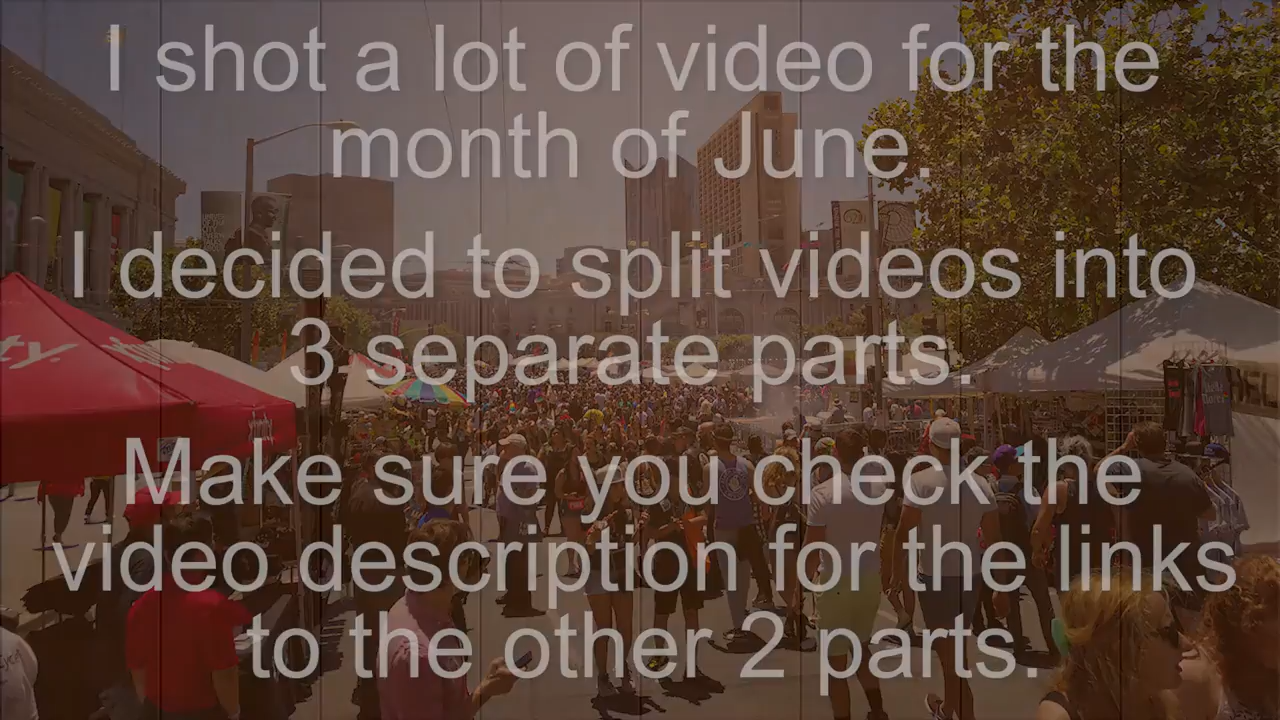 I shot a lot of video for the
month of June.
I decided to split videos into
3 separate parts.
Make sure you check the
video description for the links
to the other 2 parts.